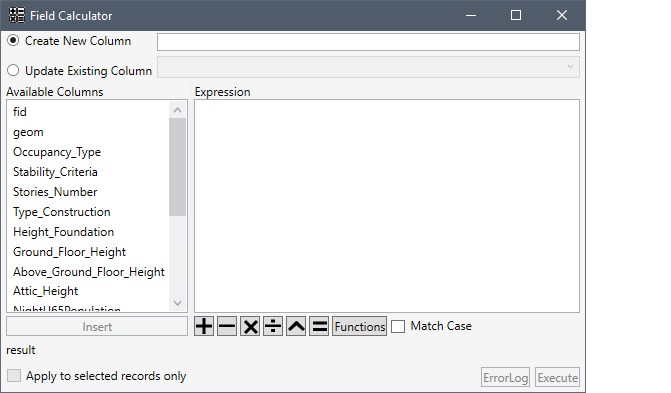 Field Calculator
Create New Column
Update Existing Column
Available Columns
Expression
fid
geom
Occupancy_Type
Stability_Criteria
Stories_Number
Type_Construction
Height_Foundation
Ground_Floor_Height
Above_Ground_Floor_Height
Attic_Height
NightU65Population
Insert
Functions
Match Case
result
Apply to selected records only
ErrorLog
Execute